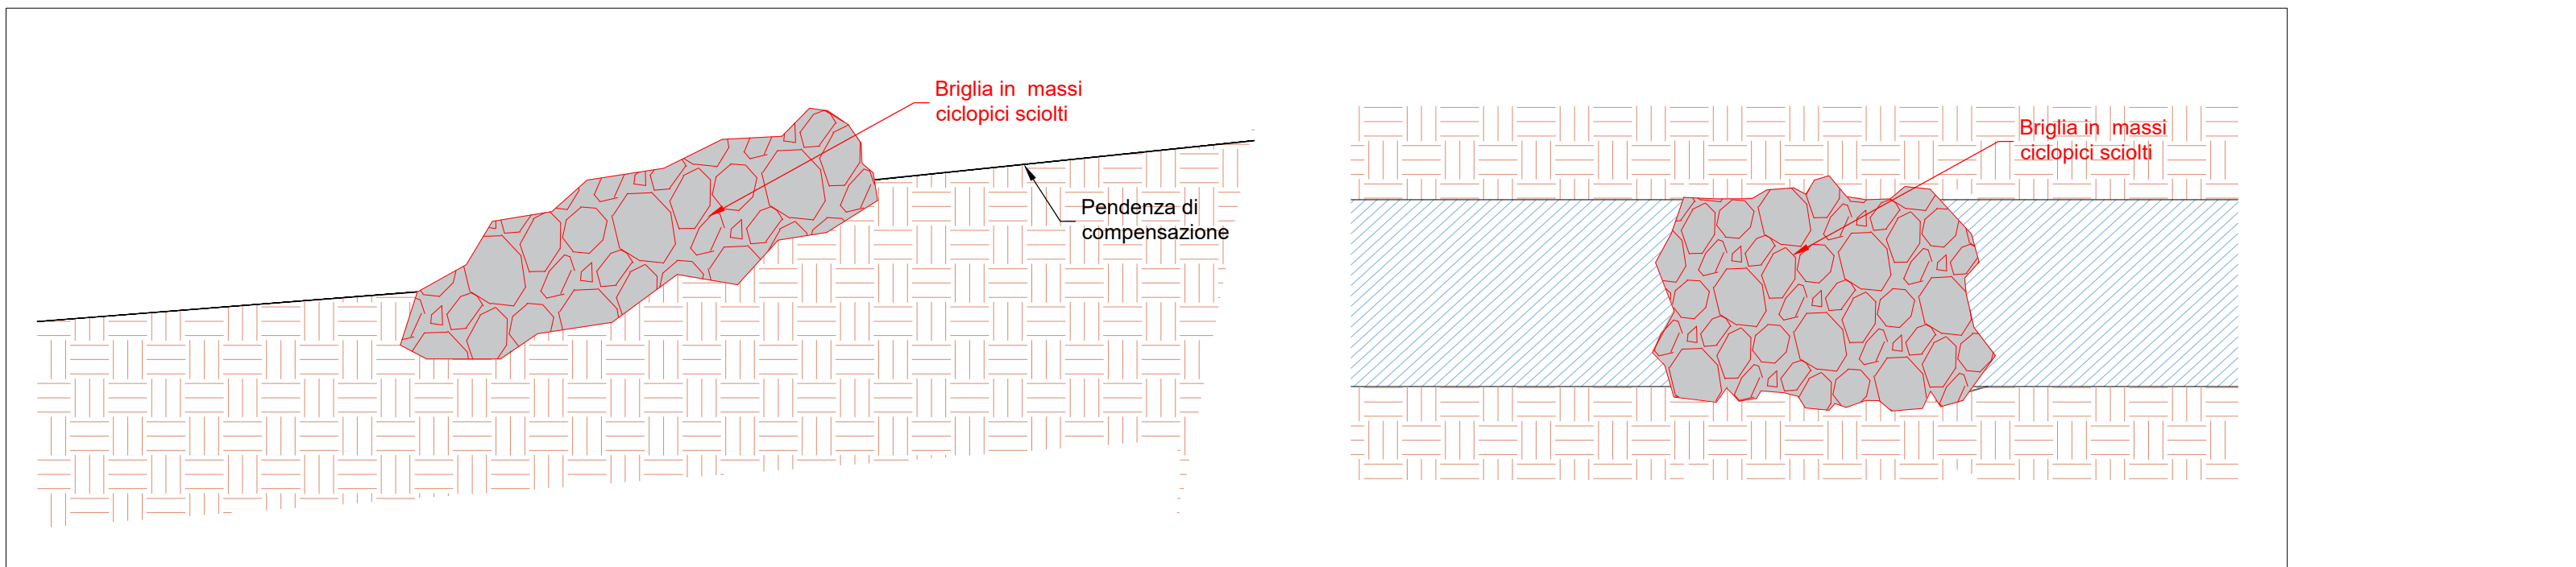 Briglia in  massi
ciclopici sciolti
Pendenza di
compensazione
Briglia in  massi
ciclopici sciolti